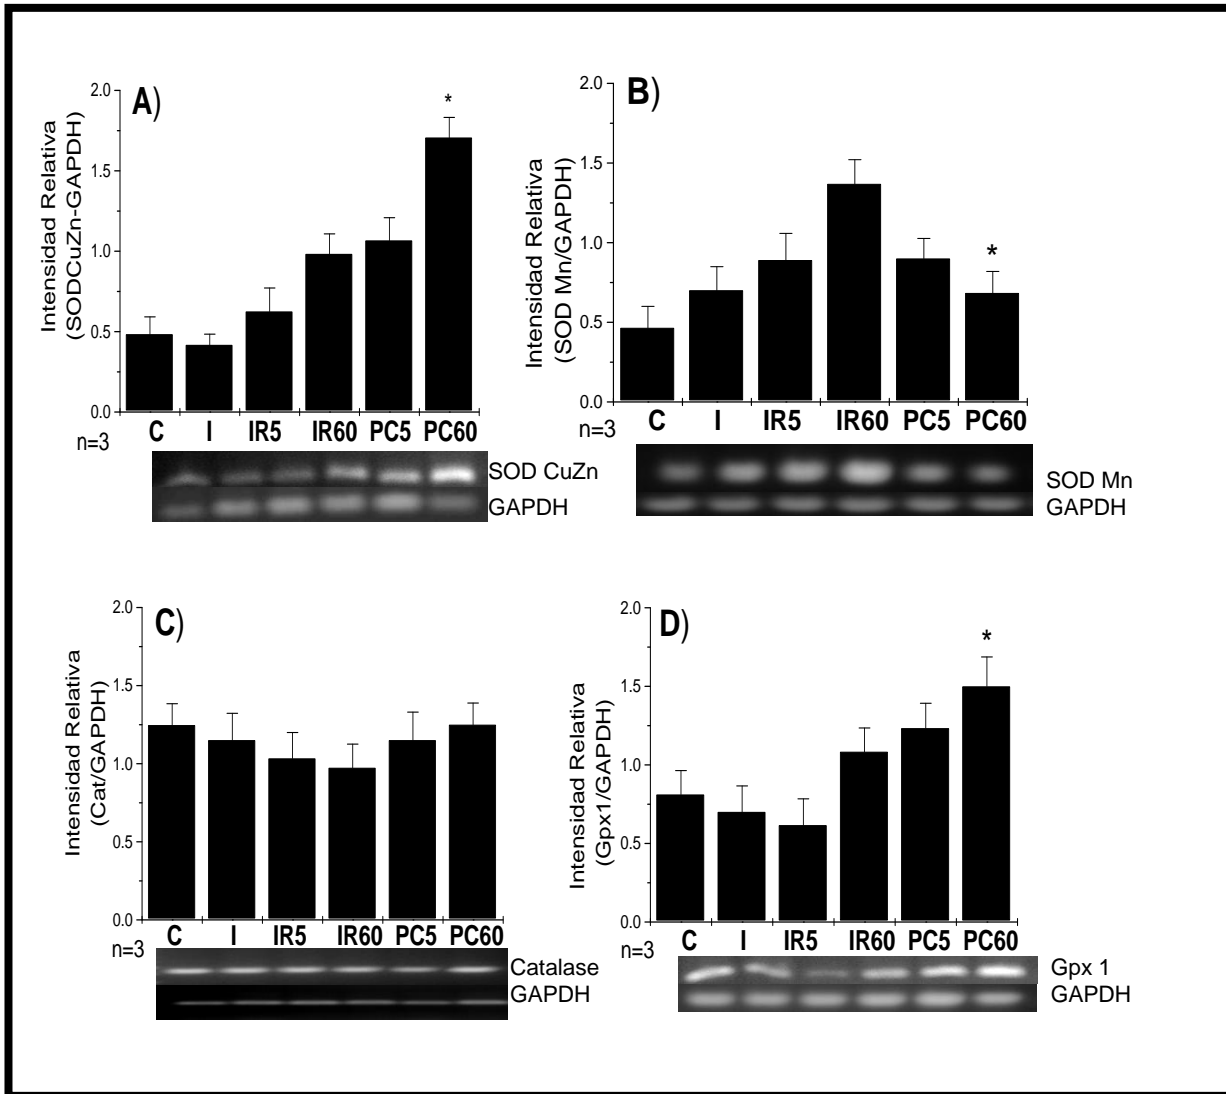 A)
*
2.0
1.5
1.0
0.5
0.0
Intensidad Relativa
(SODCuZn-GAPDH)
C I IR5 IR60 PC5 PC60
n=3
SOD CuZn
GAPDH
B)
*
2.0
1.5
1.0
0.5
0.0
Intensidad Relativa
(SOD Mn/GAPDH)
C I IR5 IR60 PC5 PC60
n=3
SOD Mn
GAPDH
C)
2.0
1.5
1.0
0.5
0.0
Intensidad Relativa
(Cat/GAPDH)
C I IR5 IR60 PC5 PC60
n=3
Catalase
GAPDH
D)
*
2.0
1.5
1.0
0.5
0.0
Intensidad Relativa
(Gpx1/GAPDH)
C I IR5 IR60 PC5 PC60
n=3
Gpx 1
GAPDH